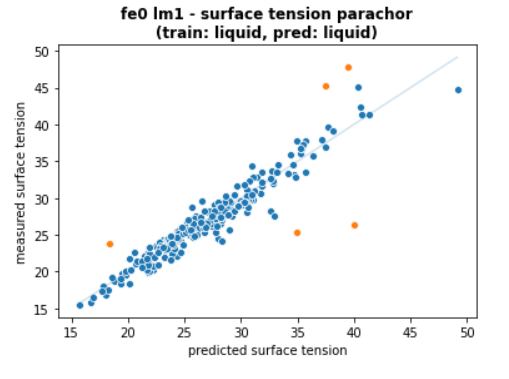 fe0 lm1 - surface tension parachor
(train: liquid, pred: liquid)
50
45
40
35
30
25
20
15
measured surface tension
15 20 25 30 35 40 45 50
predicted surface tension